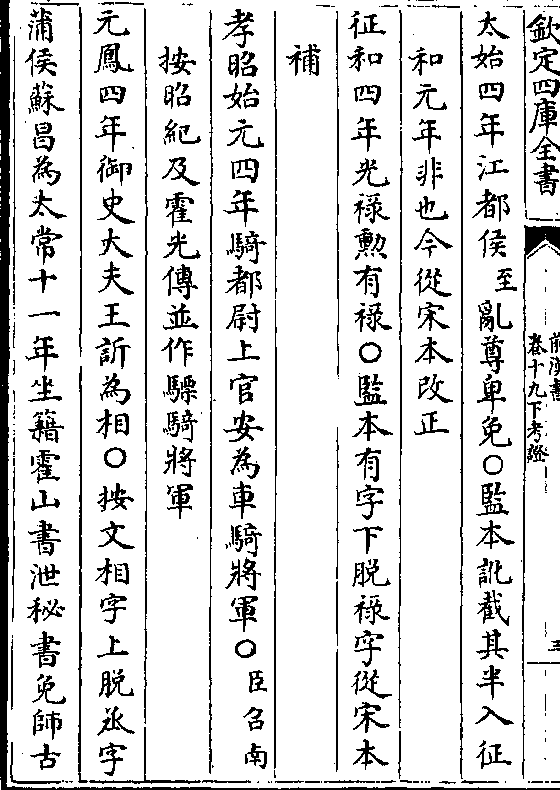 欽定四庫全書
前漢書
卷十九下考證
太始四年江都侯至亂尊卑免○監本訛截其半入征
和元年非也今從宋本改正
征和四年光祿勲有祿○監本有字下脫祿字從宋本
補
孝昭始元四年騎都尉上官安為車騎將軍○臣召南
按昭紀及霍光傳並作驃騎將軍
元鳳四年御史大夫王訢為相○按文相字上脫丞字
蒲侯蘇昌為太常十一年坐籍霍山書泄秘書免師古